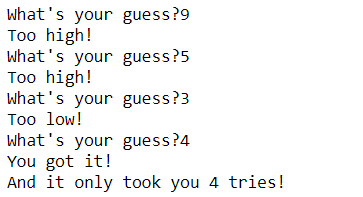 What's your guess?9
Too high!
What's your guess?5
Too high!
What's your guess?3
Too low!
What's your guess?4
You got it!
And it only took you 4 tries!